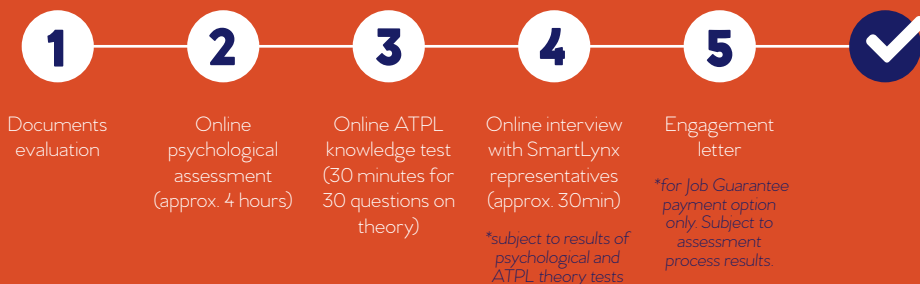 1
2
3
4
5
Documents
evaluation
Online
psychological
assessment
(approx. 4 hours)
Online ATPL
knowledge test
(30 minutes for
30 questions on
theory)
Online interview
with SmartLynx
representatives
(approx. 30min)
*subject to results of
psychological and
ATPL theory tests
Engagement
letter
*for Job Guarantee
payment option
only. Subject to
assessment
process results.